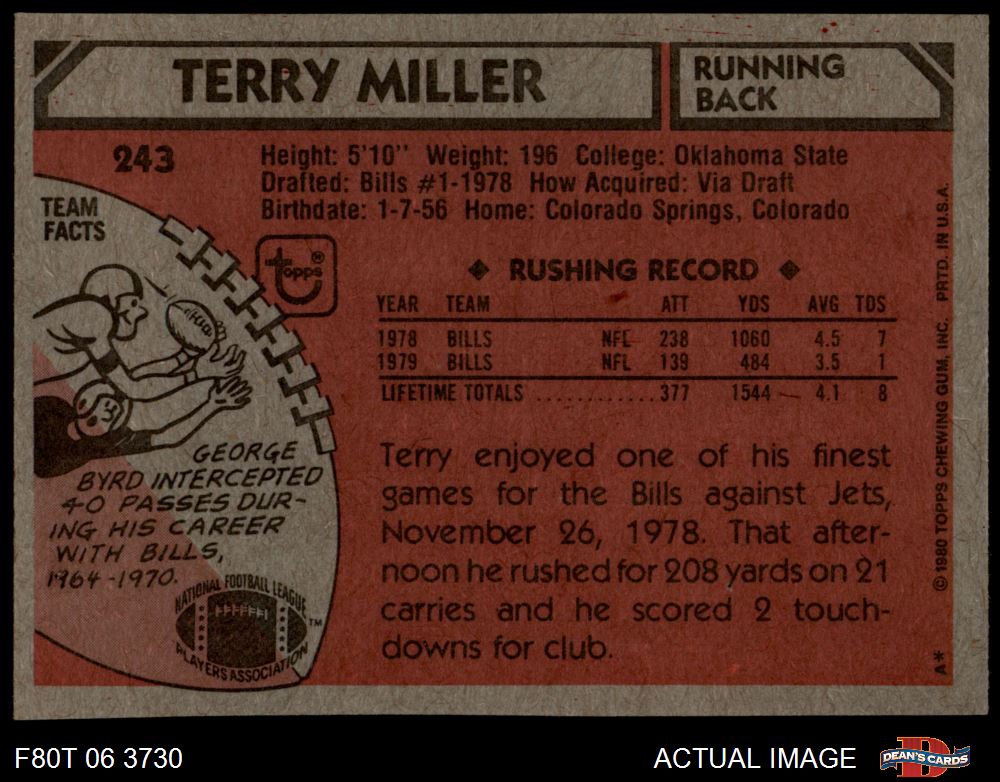 TERRY MILLER
RUNNING
BACK
243
Height: 5'10" Weight: 196 College: Oklahoma State
Drafted: Bills #1-1978 How Acquired: Via Draft
Birthdate: 1-7-56 Home: Colorado Springs, Colorado
TEAM
FACTS
topps®
◆ RUSHING RECORD ◆
YEAR TEAM ATT YDS AVG TDS
1978 BILLS NFL 238 1060 4.5 7
1979 BILLS NFL 139 484 3.5 1
LIFETIME TOTALS ............ 377 1544 4.1 8
GEORGE
BYRD INTERCEPTED
40 PASSES DUR-
ING HIS CAREER
WITH BILLS,
1964-1970.
NATIONAL FOOTBALL LEAGUE
PLAYERS ASSOCIATION
TM
Terry enjoyed one of his finest
games for the Bills against Jets,
November 26, 1978. That after-
noon he rushed for 208 yards on 21
carries and he scored 2 touch-
downs for club.
A* © 1980 TOPPS CHEWING GUM, INC. PRTD. IN U.S.A.
F80T 06 3730
ACTUAL IMAGE
D
DEAN'S CARDS